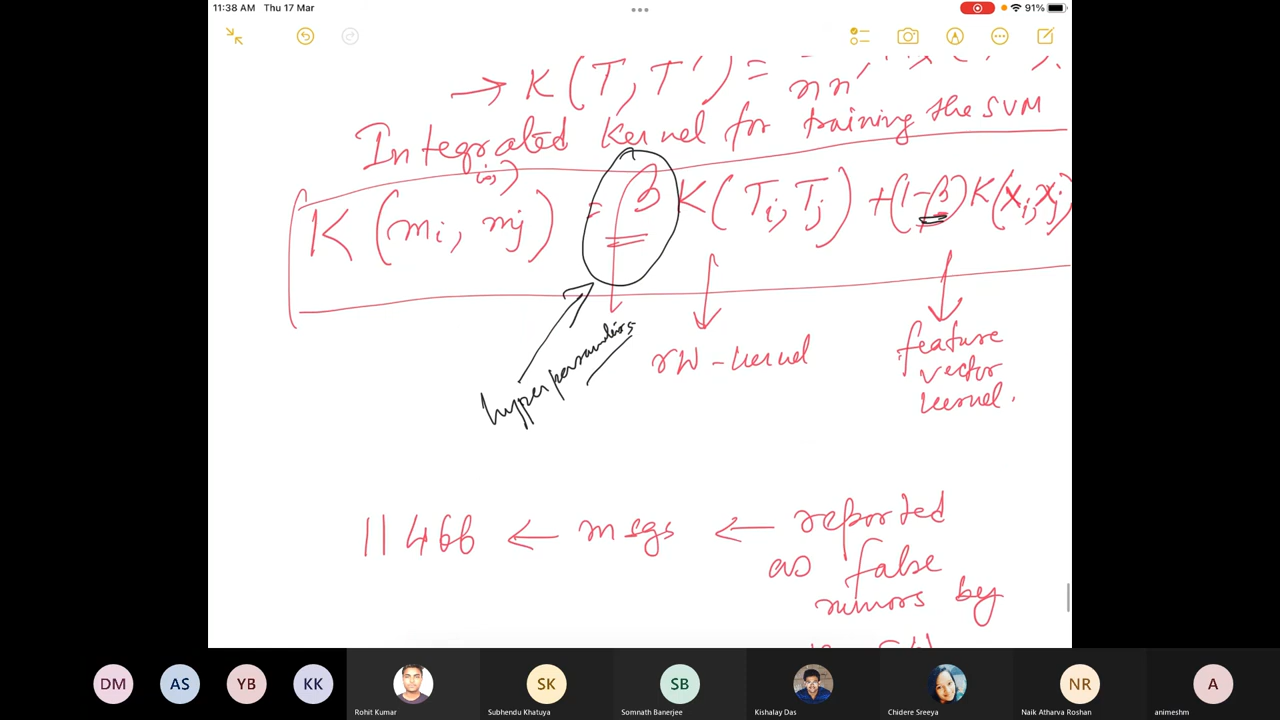 11:38 AM Thu 17 Mar
91%
→ K (T, T') =
n n'
Integrated Kernel for training the SVM
K (mi, mj) = β K(Ti, Tj) + (1-β) K(Xi, Xj)
hyperparameters
rW-kernel
feature
vector
kernel.
11466 ← msgs ← reported
as false
rumors by
DM
AS
YB
KK
SK
SB
NR
A
Rohit Kumar
Subhendu Khatuya
Somnath Banerjee
Kishalay Das
Chidere Sreeya
Naik Atharva Roshan
animeshm